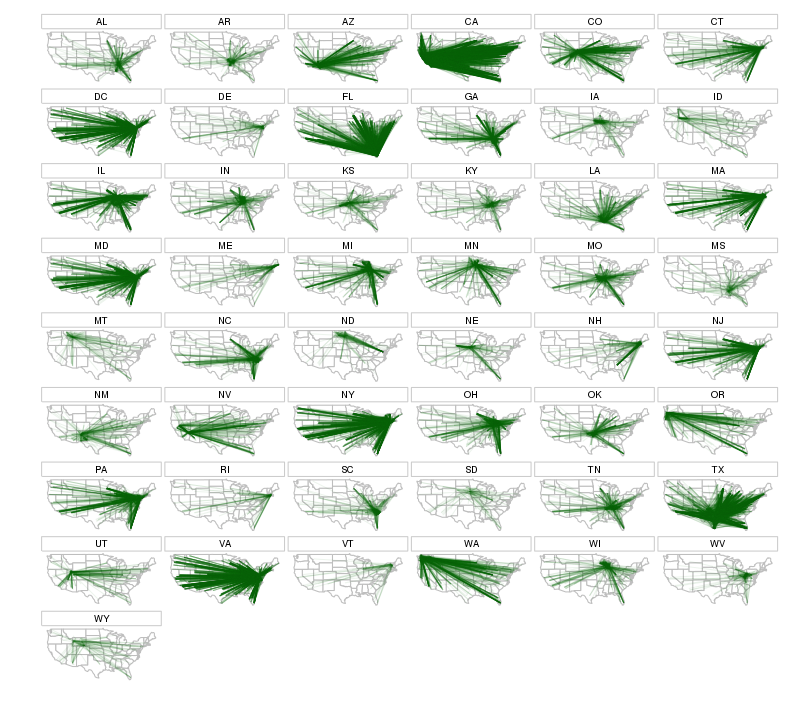 AL AR AZ CA CO CT
DC DE FL GA IA ID
IL IN KS KY LA MA
MD ME MI MN MO MS
MT NC ND NE NH NJ
NM NV NY OH OK OR
PA RI SC SD TN TX
UT VA VT WA WI WV
WY